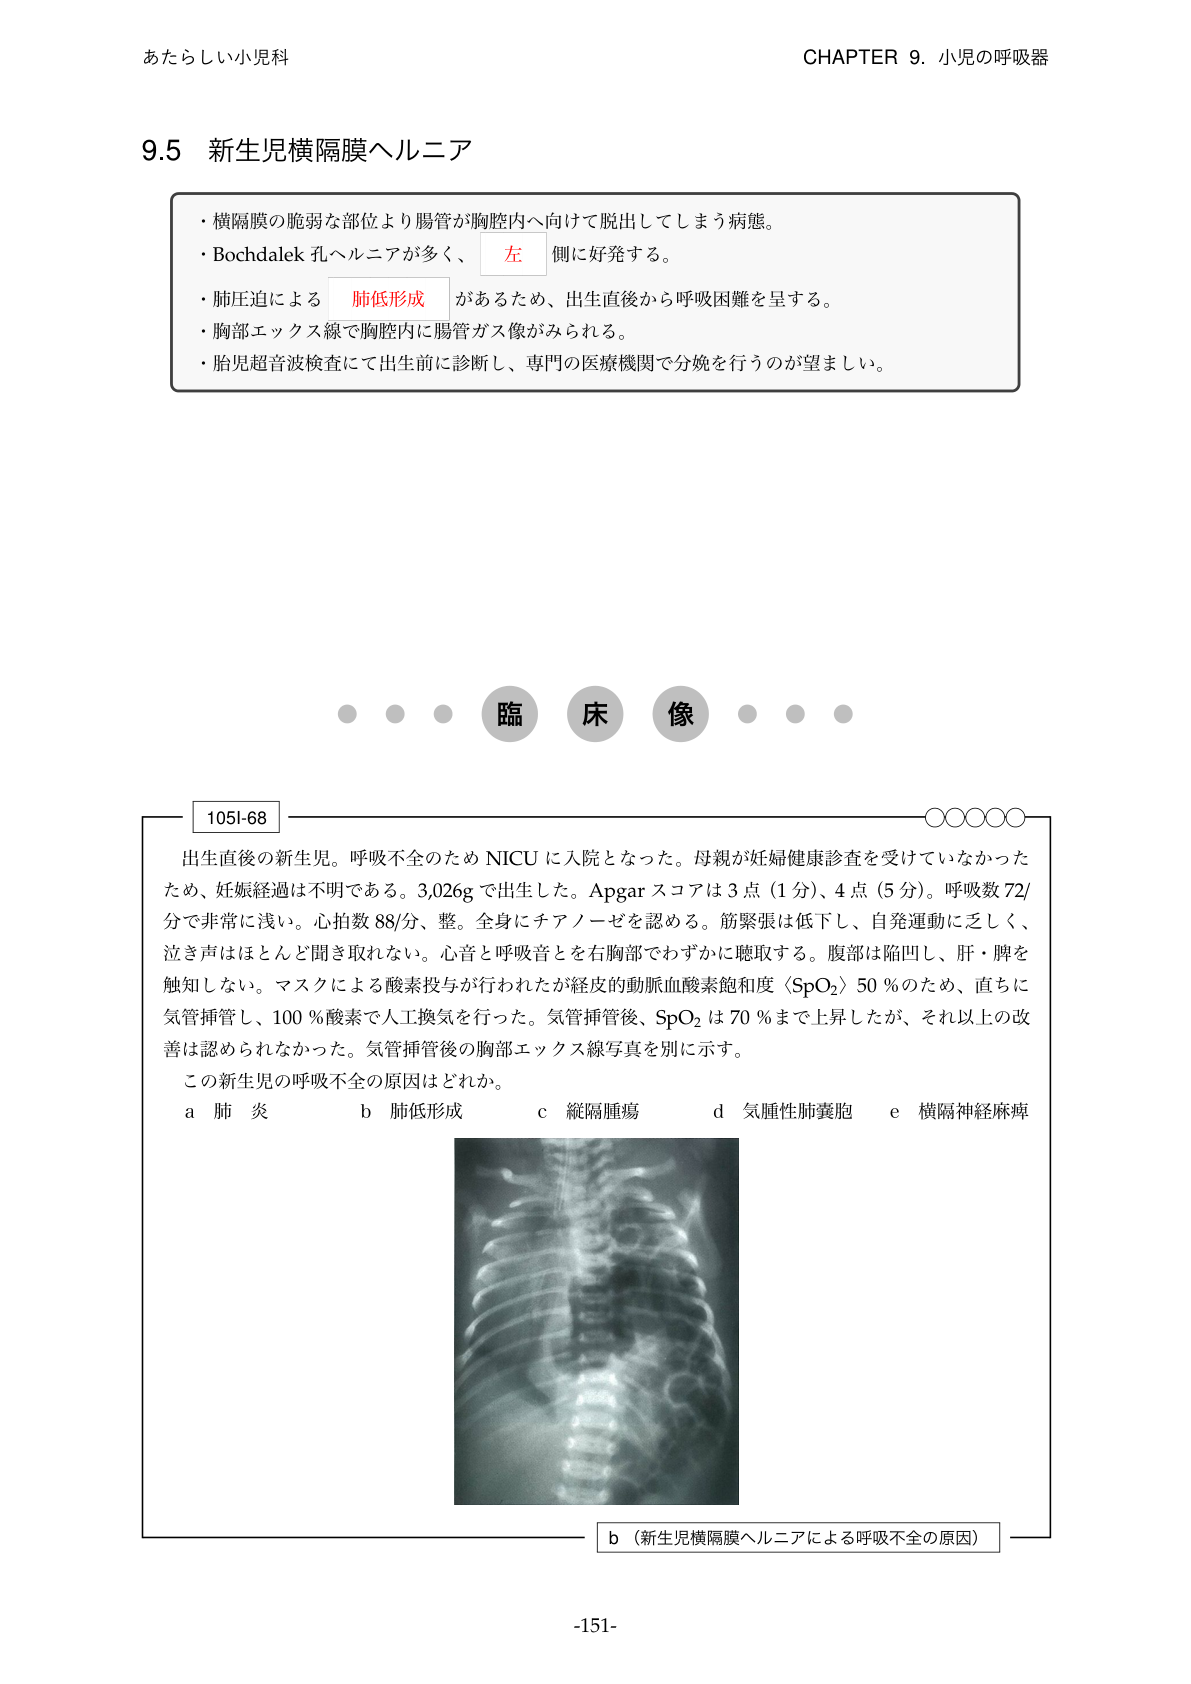 あたらしい小児科
CHAPTER 9. 小児の呼吸器
9.5 新生児横隔膜ヘルニア
・横隔膜の脆弱な部位より腸管が胸腔内へ向けて脱出してしまう病態。
・Bochdalek 孔ヘルニアが多く、 左 側に好発する。
・肺圧迫による 肺低形成 があるため、出生直後から呼吸困難を呈する。
・胸部エックス線で胸腔内に腸管ガス像がみられる。
・胎児超音波検査にて出生前に診断し、専門の医療機関で分娩を行うのが望ましい。
臨 床 像
105I-68
出生直後の新生児。呼吸不全のため NICU に入院となった。母親が妊婦健康診査を受けていなかった
ため、妊娠経過は不明である。3,026g で出生した。Apgar スコアは 3 点（1 分）、4 点（5 分）。呼吸数 72/
分で非常に浅い。心拍数 88/分、整。全身にチアノーゼを認める。筋緊張は低下し、自発運動に乏しく、
泣き声はほとんど聞き取れない。心音と呼吸音とを右胸部でわずかに聴取する。腹部は陥凹し、肝・脾を
触知しない。マスクによる酸素投与が行われたが経皮的動脈血酸素飽和度〈SpO₂〉50 %のため、直ちに
気管挿管し、100 %酸素で人工換気を行った。気管挿管後、SpO₂ は 70 %まで上昇したが、それ以上の改
善は認められなかった。気管挿管後の胸部エックス線写真を別に示す。
この新生児の呼吸不全の原因はどれか。
a 肺 炎 b 肺低形成 c 縦隔腫瘍 d 気腫性肺嚢胞 e 横隔神経麻痺
b （新生児横隔膜ヘルニアによる呼吸不全の原因）
-151-